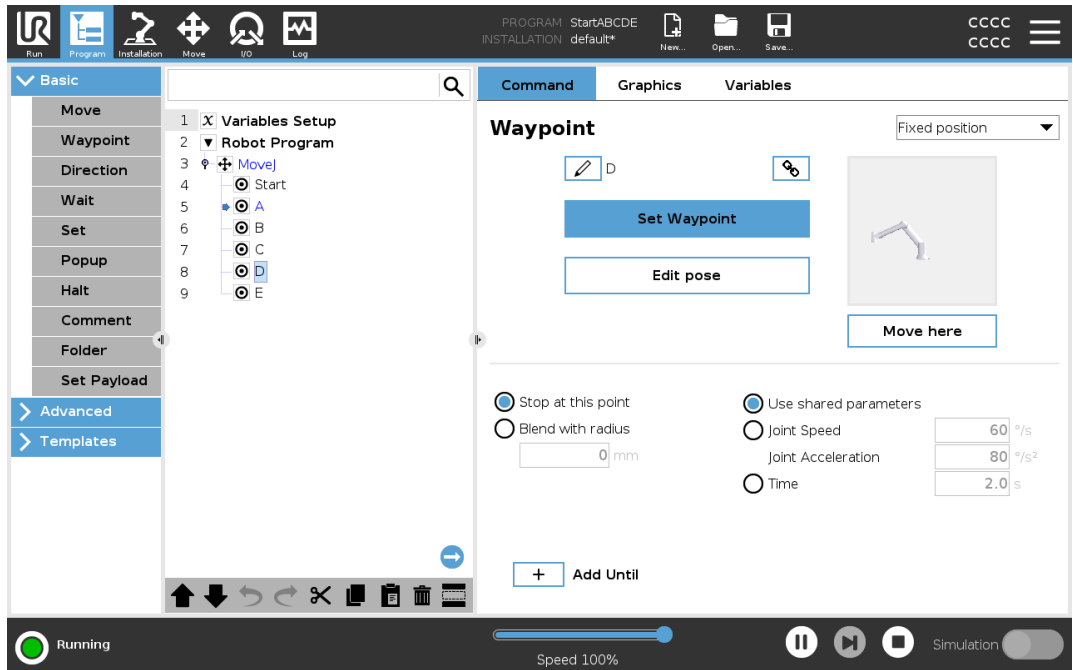 UR
Run
Program
Installation
Move
I/O
Log
PROGRAM StartABCDE
INSTALLATION default*
New...
Open...
Save...
CCCC
CCCC
Basic
Move
Waypoint
Direction
Wait
Set
Popup
Halt
Comment
Folder
Set Payload
Advanced
Templates
1 X Variables Setup
2 Robot Program
3 MoveJ
4 Start
5 A
6 B
7 C
8 D
9 E
Command Graphics Variables
Waypoint
Fixed position
D
Set Waypoint
Edit pose
Move here
Stop at this point
Blend with radius
0 mm
Use shared parameters
Joint Speed 60 °/s
Joint Acceleration 80 °/s²
Time 2.0 s
+ Add Until
Running
Speed 100%
Simulation